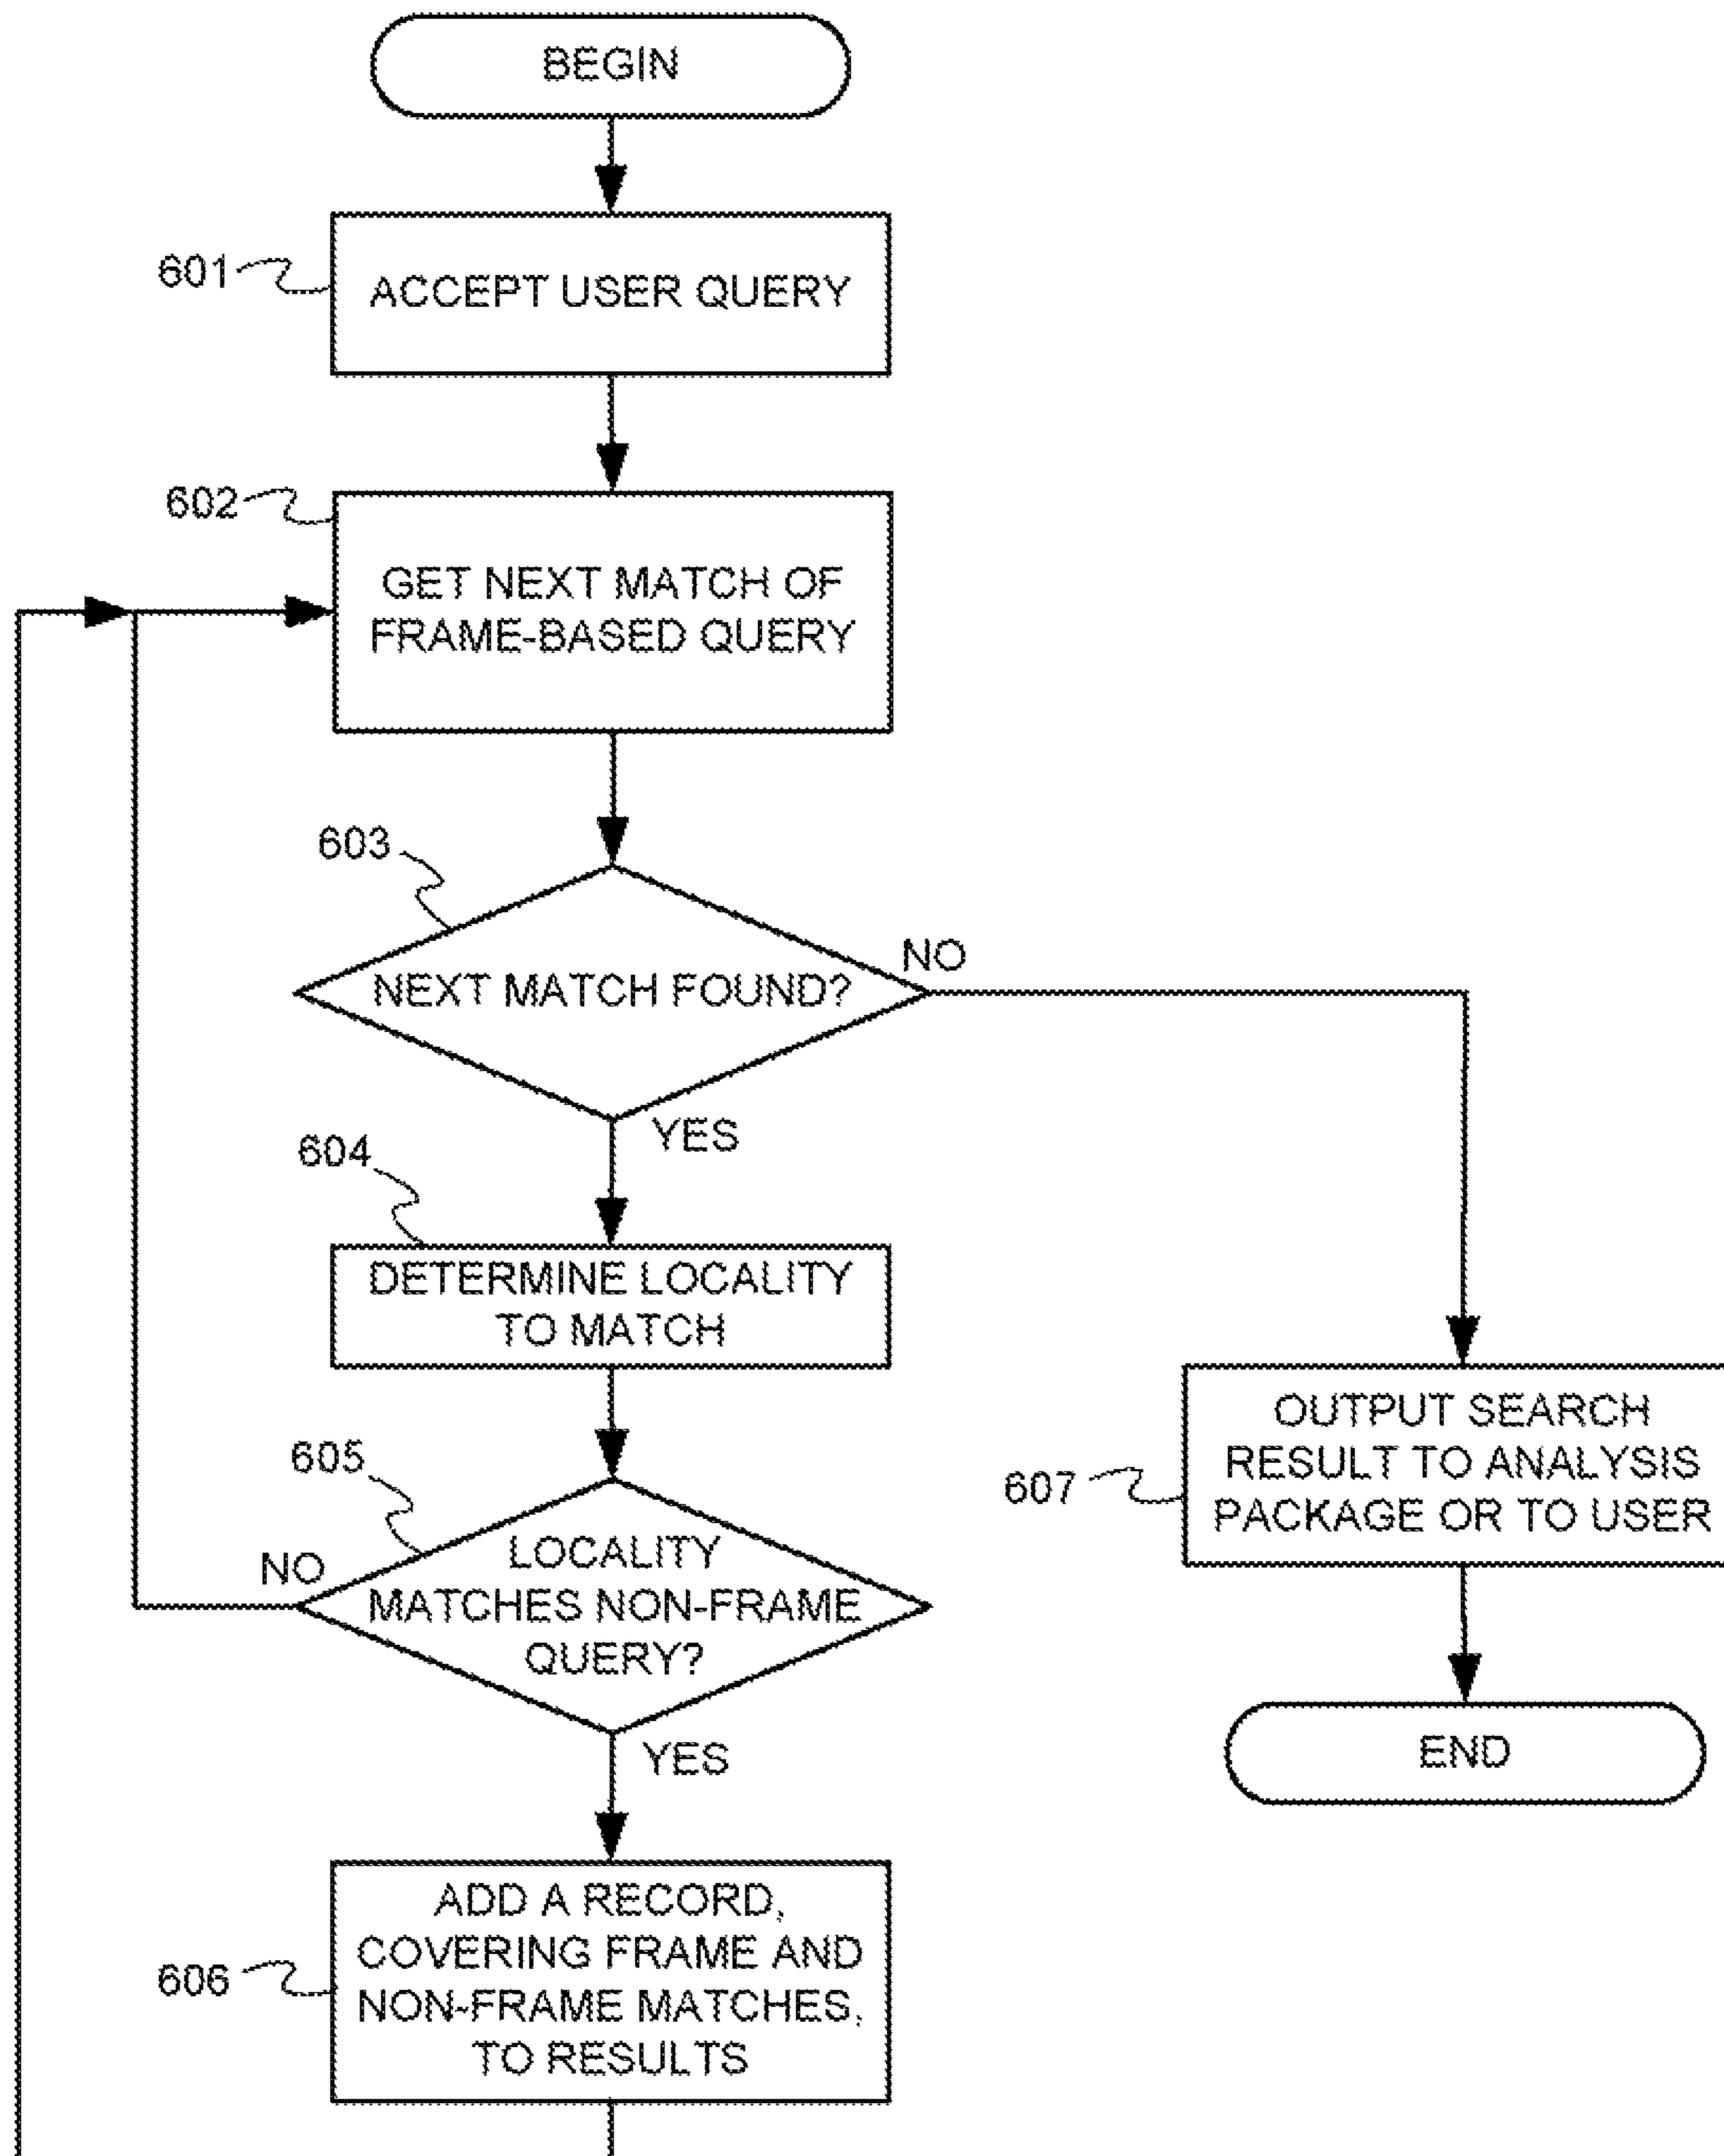 BEGIN
601
ACCEPT USER QUERY
602
GET NEXT MATCH OF
FRAME-BASED QUERY
603
NEXT MATCH FOUND?
NO
YES
604
DETERMINE LOCALITY
TO MATCH
605
NO
LOCALITY
MATCHES NON-FRAME
QUERY?
YES
606
ADD A RECORD,
COVERING FRAME AND
NON-FRAME MATCHES,
TO RESULTS
607
OUTPUT SEARCH
RESULT TO ANALYSIS
PACKAGE OR TO USER
END